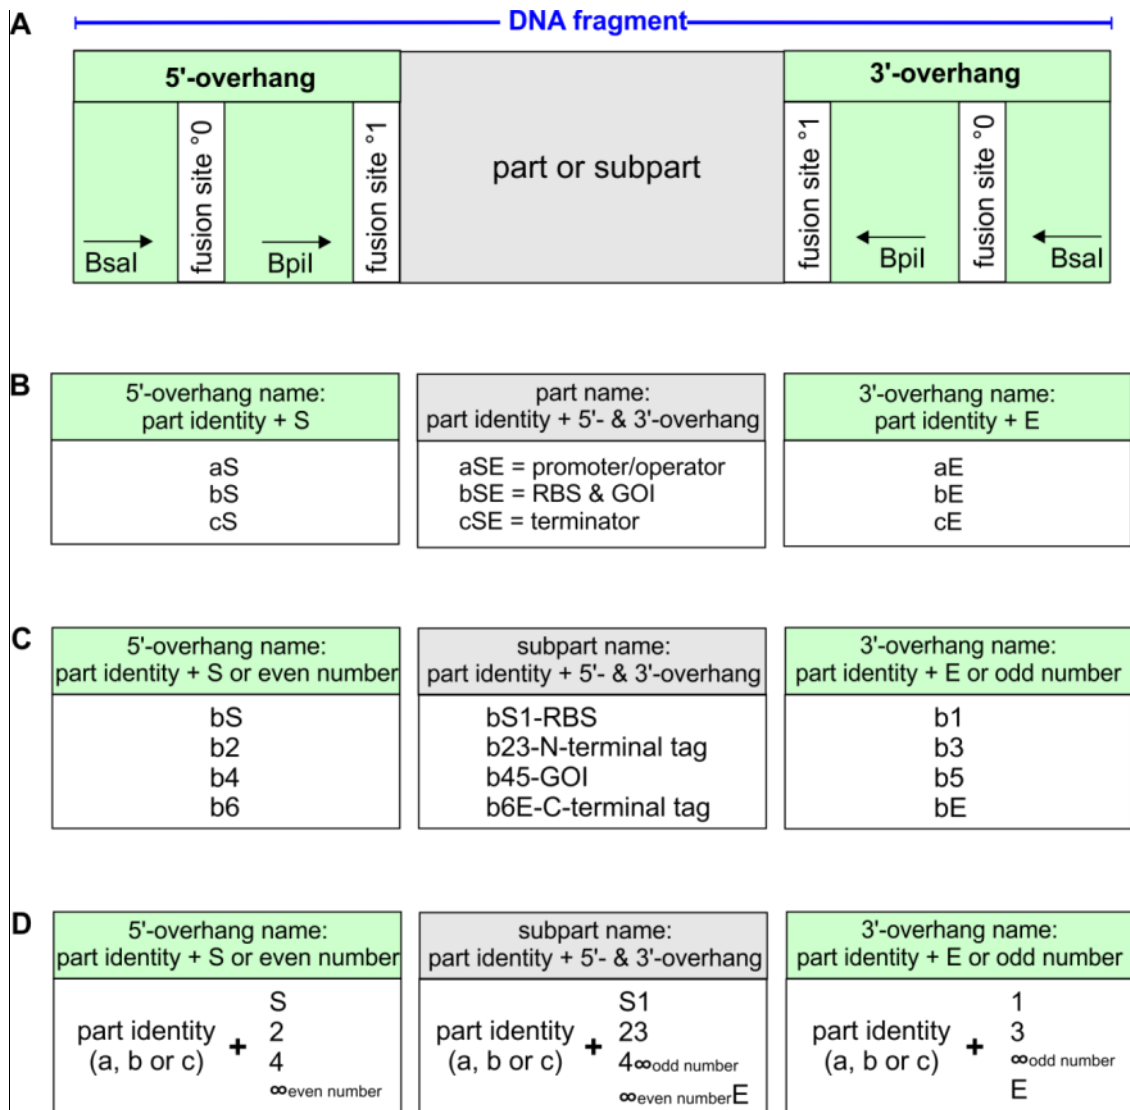 A
DNA fragment
5'-overhang
3'-overhang
fusion site °0
fusion site °1
part or subpart
fusion site °1
fusion site °0
BsaI
BpiI
BpiI
BsaI
B
5'-overhang name:
part identity + S
part name:
part identity + 5'- & 3'-overhang
3'-overhang name:
part identity + E
aS
bS
cS
aSE = promoter/operator
bSE = RBS & GOI
cSE = terminator
aE
bE
cE
C
5'-overhang name:
part identity + S or even number
subpart name:
part identity + 5'- & 3'-overhang
3'-overhang name:
part identity + E or odd number
bS
b2
b4
b6
bS1-RBS
b23-N-terminal tag
b45-GOI
b6E-C-terminal tag
b1
b3
b5
bE
D
5'-overhang name:
part identity + S or even number
subpart name:
part identity + 5'- & 3'-overhang
3'-overhang name:
part identity + E or odd number
part identity
(a, b or c)
+
S
2
4
∞even number
part identity
(a, b or c)
+
S1
23
4∞odd number
∞even numberE
part identity
(a, b or c)
+
1
3
∞odd number
E